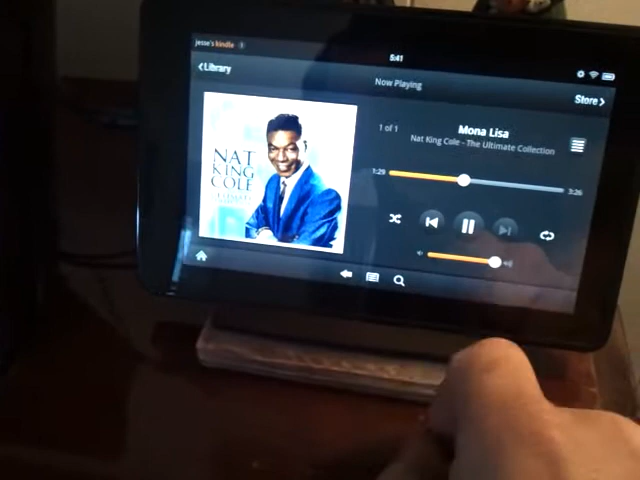 jesse's kindle 1
5:41
Library
Now Playing
Store
NAT
KING
COLE
1 of 1
Mona Lisa
Nat King Cole - The Ultimate Collection
1:29
3:26